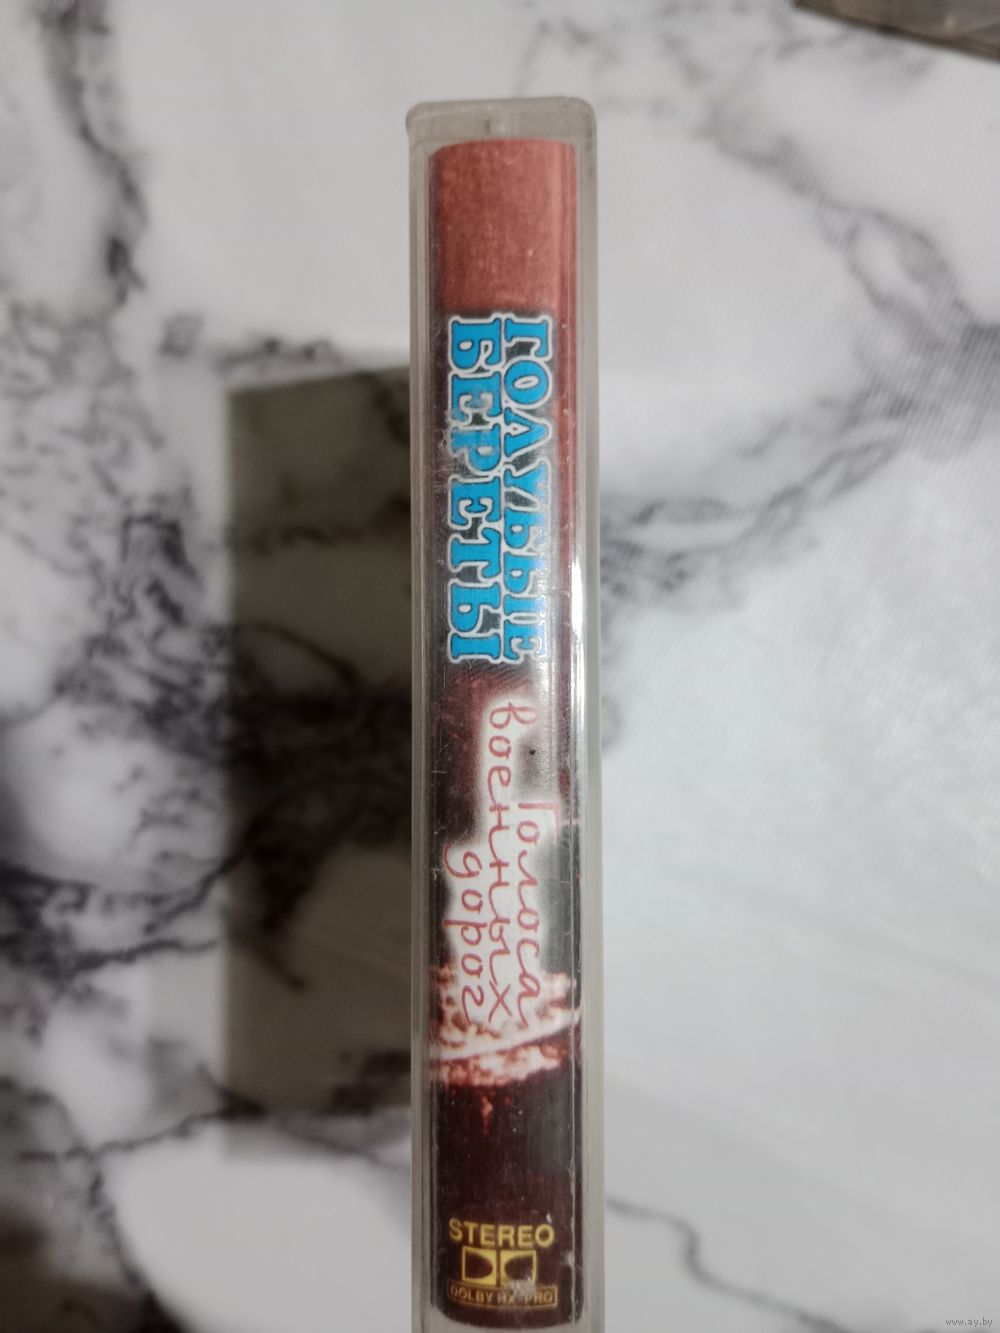 ГОЛУБЫЕ
БЕРЕТЫ
Голоса
военных
дорог
STEREO
DOLBY HX PRO
www.ay.by